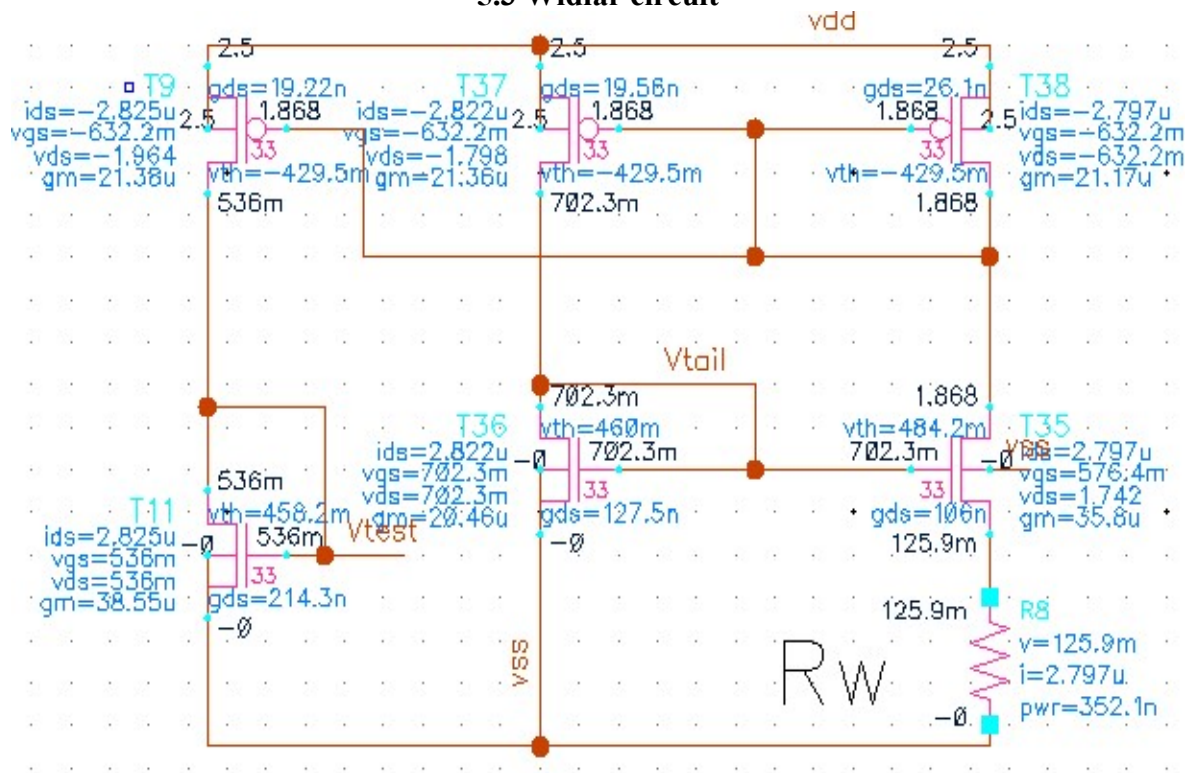 3.3 Widlar circuit
vdd
2.5 2.5 2.5
T9 gds=19.22n T37 gds=19.56n gds=26.1n T38
ids=-2.825u 2.5 1.868 ids=-2.822u 2.5 1.868 1.868 2.5 ids=-2.797u
vgs=-632.2m vgs=-632.2m vgs=-632.2m
vds=-1.964 33 vds=-1.798 33 33 vds=-632.2m
gm=21.38u vth=-429.5m gm=21.36u vth=-429.5m vth=-429.5m gm=21.17u
536m 702.3m 1.868
Vtail
702.3m 1.868
T36 vth=460m vth=484.2m T35
ids=2.822u -0 702.3m 702.3m -0 vss ids=2.797u
vgs=702.3m vgs=576.4m
vds=702.3m 33 33 vds=1.742
gm=20.46u gds=127.5n gds=106n gm=35.8u
536m -0 125.9m
T11 vth=458.2m Vtest
ids=2.825u -0 536m
vgs=536m
vds=536m 33
gm=38.55u gds=214.3n
-0
125.9m R8
vss Rw v=125.9m
i=2.797u
pwr=352.1n
-0